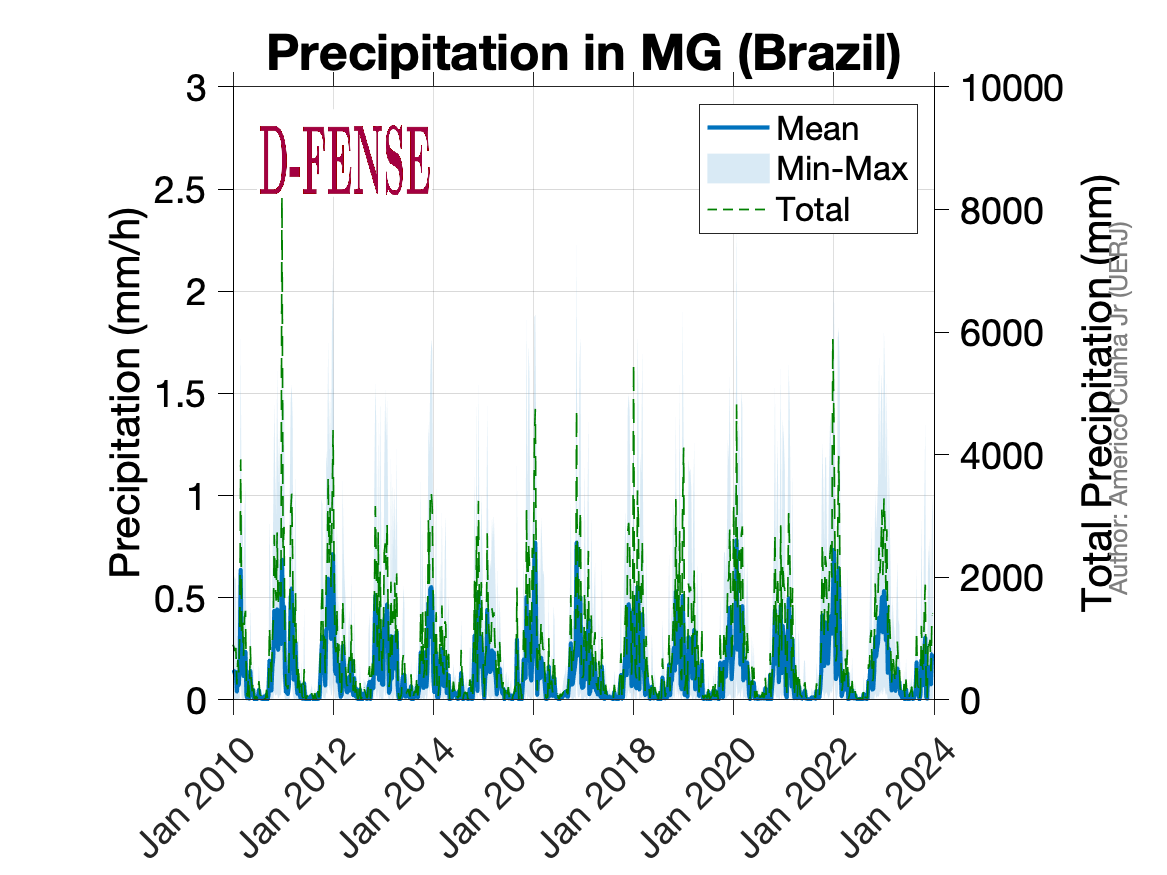 Precipitation in MG (Brazil)
3
2.5
2
1.5
1
0.5
0
Precipitation (mm/h)
D-FENSE
Mean
Min-Max
Total
10000
8000
6000
4000
2000
0
Total Precipitation (mm)
Author: Americo Cunha Jr (UERJ)
Jan 2010
Jan 2012
Jan 2014
Jan 2016
Jan 2018
Jan 2020
Jan 2022
Jan 2024